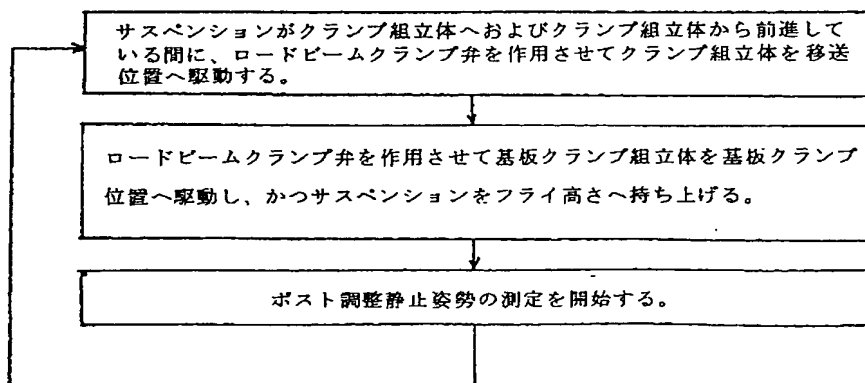 サスペンションがクランプ組立体へおよびクランプ組立体から前進して
いる間に、ロードビームクランプ弁を作用させてクランプ組立体を移送
位置へ駆動する。
ロードビームクランプ弁を作用させて基板クランプ組立体を基板クランプ
位置へ駆動し、かつサスペンションをフライ高さへ持ち上げる。
ポスト調整静止姿勢の測定を開始する。